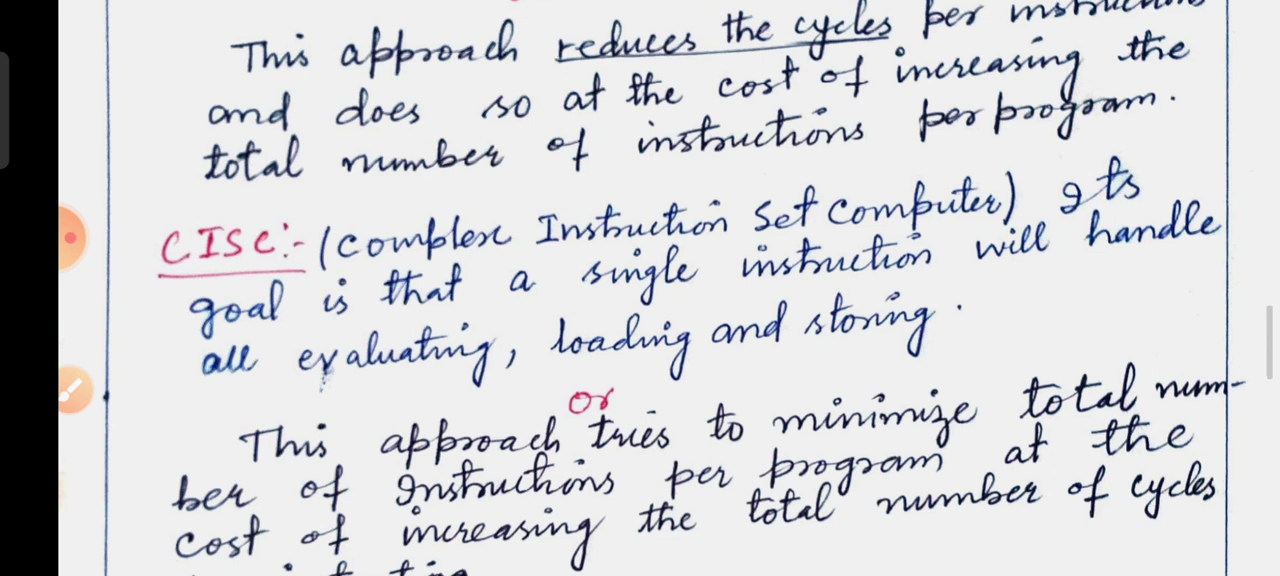 This approach reduces the cycles per instruction
and does so at the cost of increasing the
total number of instructions per program.
CISC:- (Complex Instruction Set Computer) Its
goal is that a single instruction will handle
all evaluating, loading and storing.
or
This approach tries to minimize total num-
ber of Instructions per program at the
cost of increasing the total number of cycles